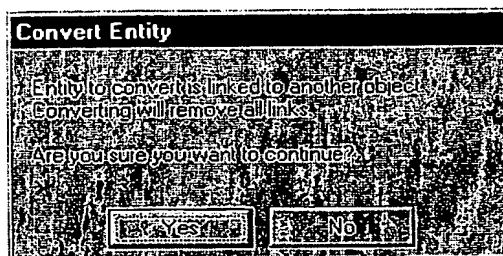 Convert Entity
Entity to convert is linked to another object.
Converting will remove all links.
Are you sure you want to continue?
Yes
No